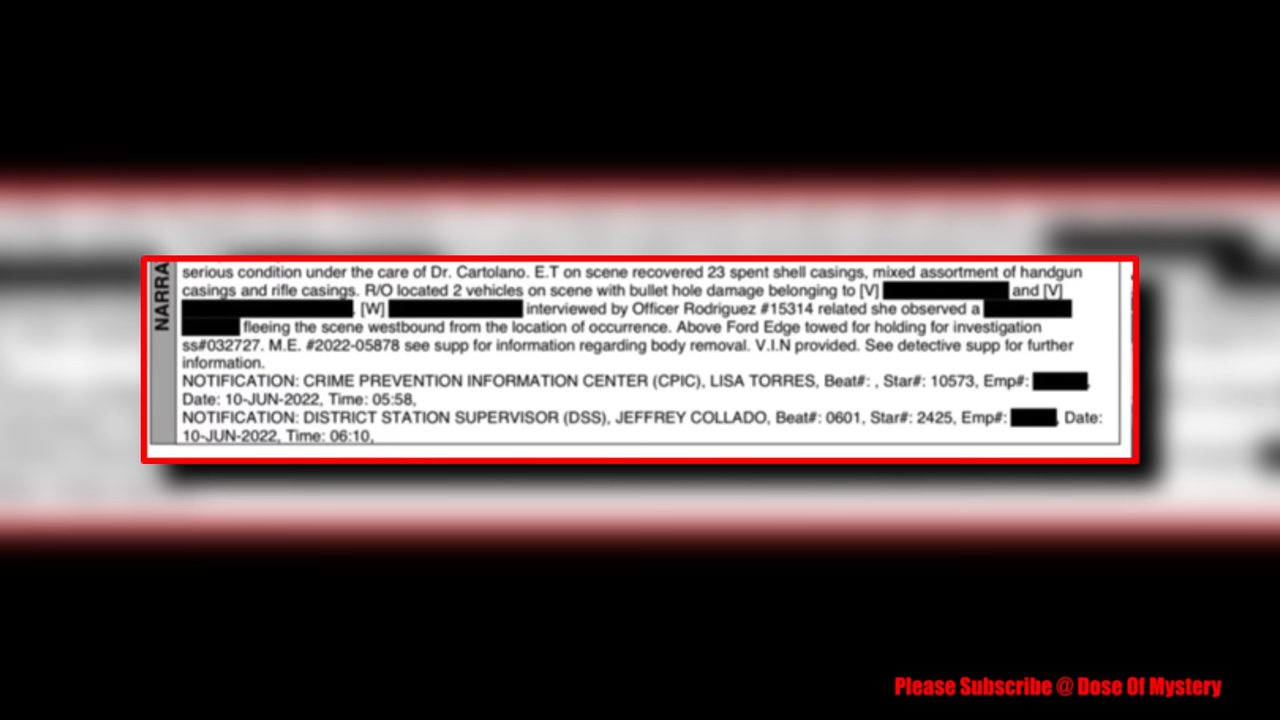 NARRA
serious condition under the care of Dr. Cartolano. E.T on scene recovered 23 spent shell casings, mixed assortment of handgun
casings and rifle casings. R/O located 2 vehicles on scene with bullet hole damage belonging to [V] and [V]
. [W] interviewed by Officer Rodriguez #15314 related she observed a
fleeing the scene westbound from the location of occurrence. Above Ford Edge towed for holding for investigation
ss#032727. M.E. #2022-05878 see supp for information regarding body removal. V.I.N provided. See detective supp for further
information.
NOTIFICATION: CRIME PREVENTION INFORMATION CENTER (CPIC), LISA TORRES, Beat#: , Star#: 10573, Emp#: ,
Date: 10-JUN-2022, Time: 05:58,
NOTIFICATION: DISTRICT STATION SUPERVISOR (DSS), JEFFREY COLLADO, Beat#: 0601, Star#: 2425, Emp#: , Date:
10-JUN-2022, Time: 06:10,
Please Subscribe @ Dose Of Mystery